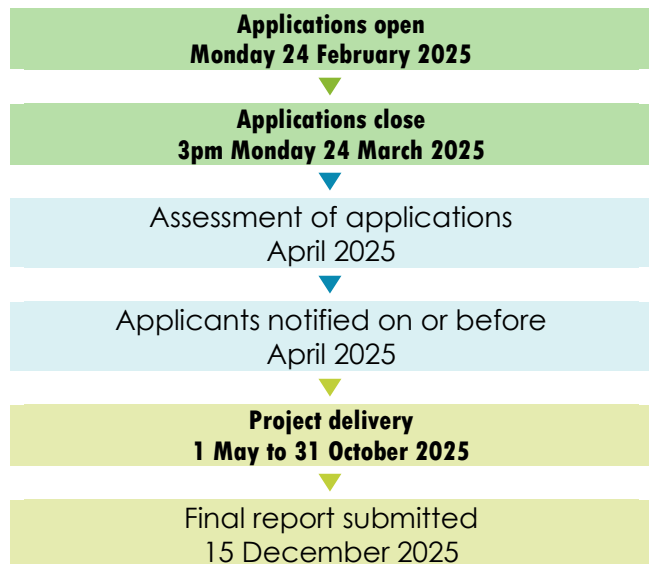 Applications open
Monday 24 February 2025
Applications close
3pm Monday 24 March 2025
Assessment of applications
April 2025
Applicants notified on or before
April 2025
Project delivery
1 May to 31 October 2025
Final report submitted
15 December 2025